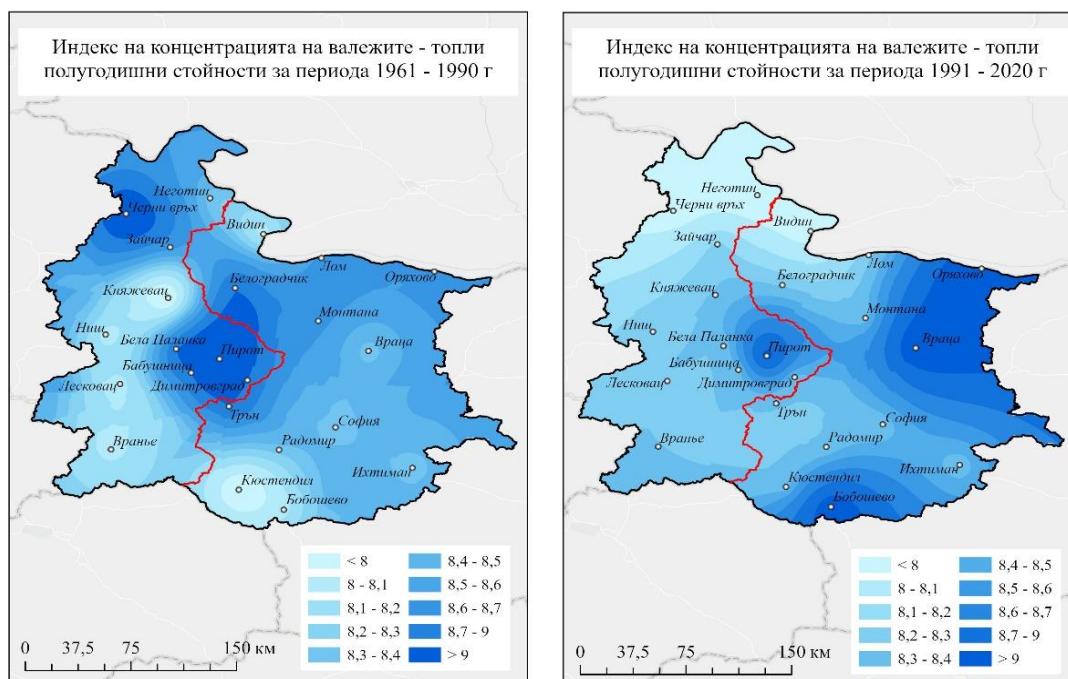 Индекс на концентрацията на валежите - топли
полугодишни стойности за периода 1961 - 1990 г
Неготин
Черни връх
Видин
Зайчар
Лом
Оряхово
Белоградчик
Княжевац
Монтана
Ниш
Бела Паланка
Враца
Пирот
Бабушница
Лесковац
Димитровград
Трън
София
Вранье
Радомир
Ихтиман
Кюстендил
Бобошево
< 8
8 - 8,1
8,1 - 8,2
8,2 - 8,3
8,3 - 8,4
8,4 - 8,5
8,5 - 8,6
8,6 - 8,7
8,7 - 9
> 9
0 37,5 75 150 км
Индекс на концентрацията на валежите - топли
полугодишни стойности за периода 1991 - 2020 г
Неготин
Черни връх
Видин
Зайчар
Лом
Оряхово
Белоградчик
Княжевац
Монтана
Ниш
Бела Паланка
Враца
Пирот
Бабушница
Лесковац
Димитровград
Трън
София
Вранье
Радомир
Ихтиман
Кюстендил
Бобошево
< 8
8 - 8,1
8,1 - 8,2
8,2 - 8,3
8,3 - 8,4
8,4 - 8,5
8,5 - 8,6
8,6 - 8,7
8,7 - 9
> 9
0 37,5 75 150 км